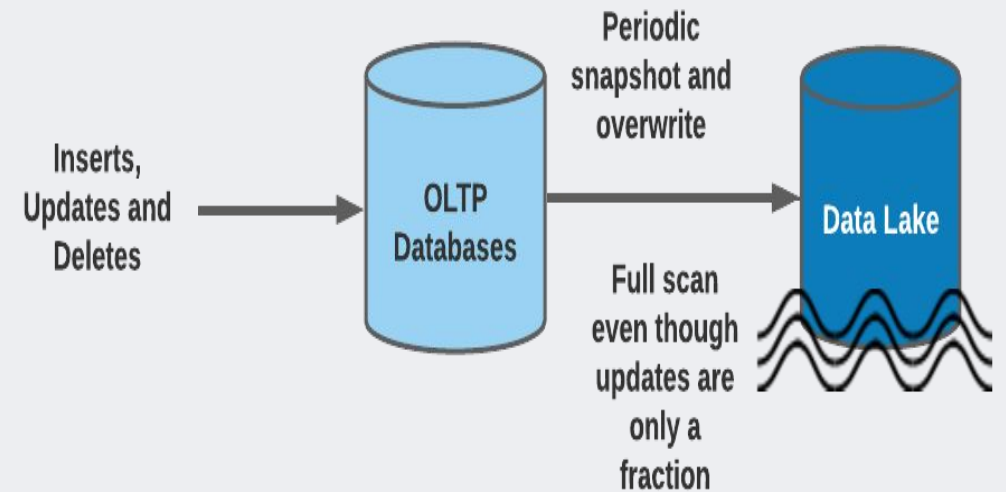 Inserts,
Updates and
Deletes
OLTP
Databases
Periodic
snapshot and
overwrite
Full scan
even though
updates are
only a
fraction
Data Lake